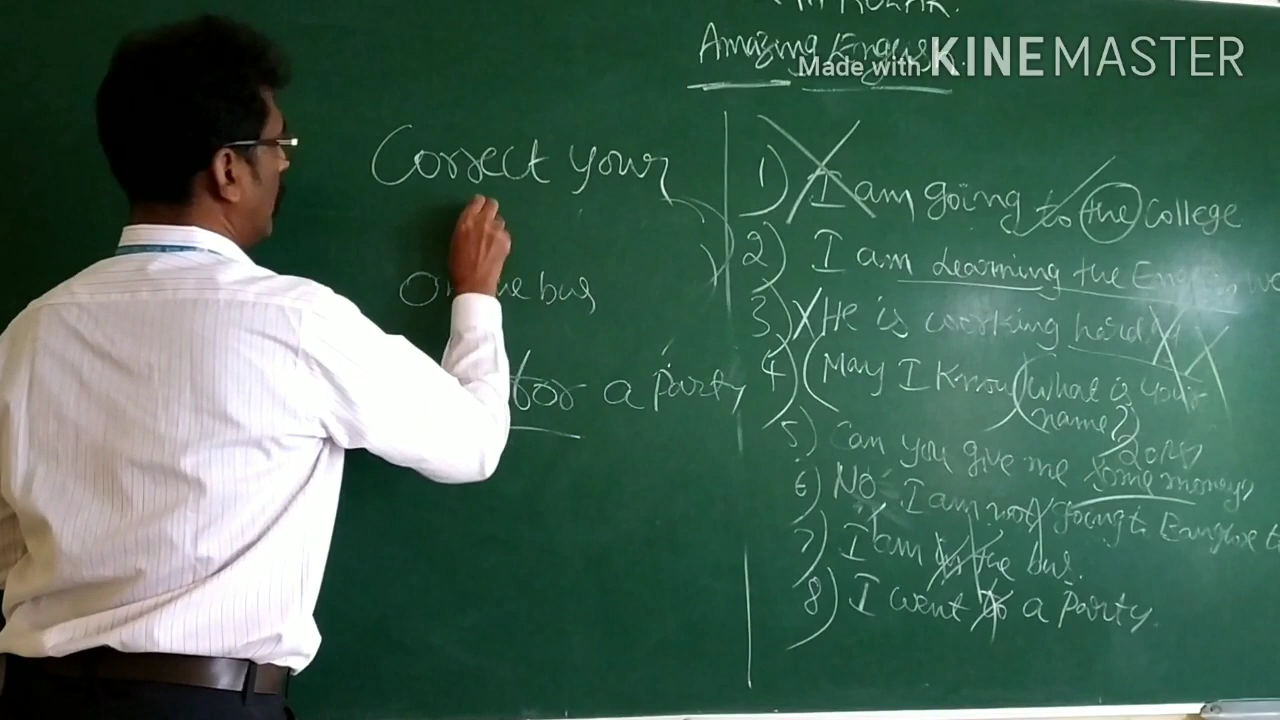 Amazing English
Made with KINEMASTER
Correct your
On the bus
for a party
1) I am going to the College
2) I am Learning the
3) He is working hard
4) May I know what is your
name?
5) Can you give me some money
6) NO I am not going to
7) I am in the bus.
8) I went to a Party.